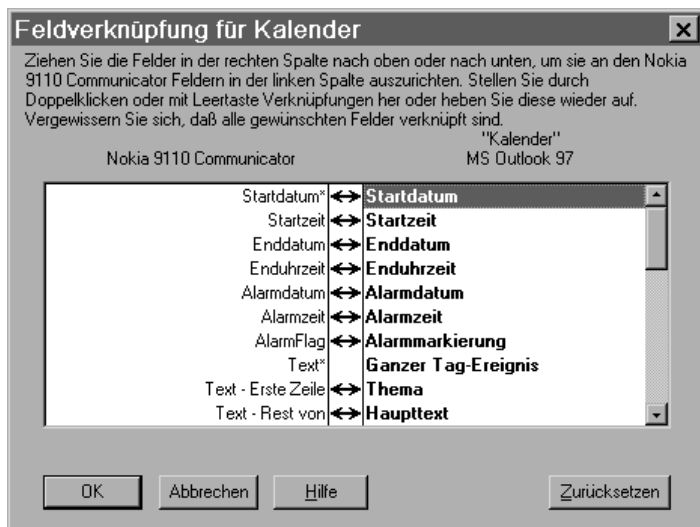 Feldverknüpfung für Kalender
Ziehen Sie die Felder in der rechten Spalte nach oben oder nach unten, um sie an den Nokia
9110 Communicator Feldern in der linken Spalte auszurichten. Stellen Sie durch
Doppelklicken oder mit Leertaste Verknüpfungen her oder heben Sie diese wieder auf.
Vergewissern Sie sich, daß alle gewünschten Felder verknüpft sind.
"Kalender"
Nokia 9110 Communicator MS Outlook 97
Startdatum* Startdatum
Startzeit Startzeit
Enddatum Enddatum
Enduhrzeit Enduhrzeit
Alarmdatum Alarmdatum
Alarmzeit Alarmzeit
AlarmFlag Alarmmarkierung
Text* Ganzer Tag-Ereignis
Text - Erste Zeile Thema
Text - Rest von Haupttext
OK Abbrechen Hilfe Zurücksetzen